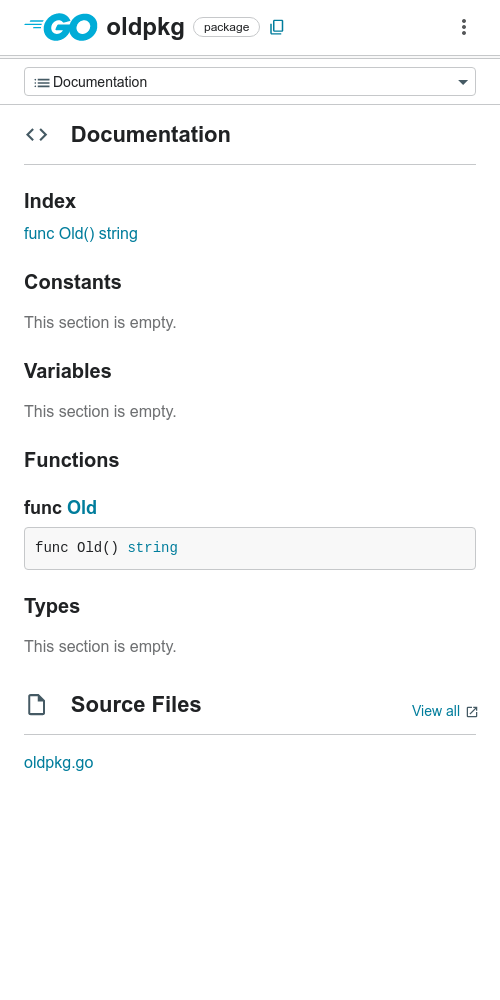 GO oldpkg package
Documentation
Documentation
Index
func Old() string
Constants
This section is empty.
Variables
This section is empty.
Functions
func Old
func Old() string
Types
This section is empty.
Source Files
View all
oldpkg.go